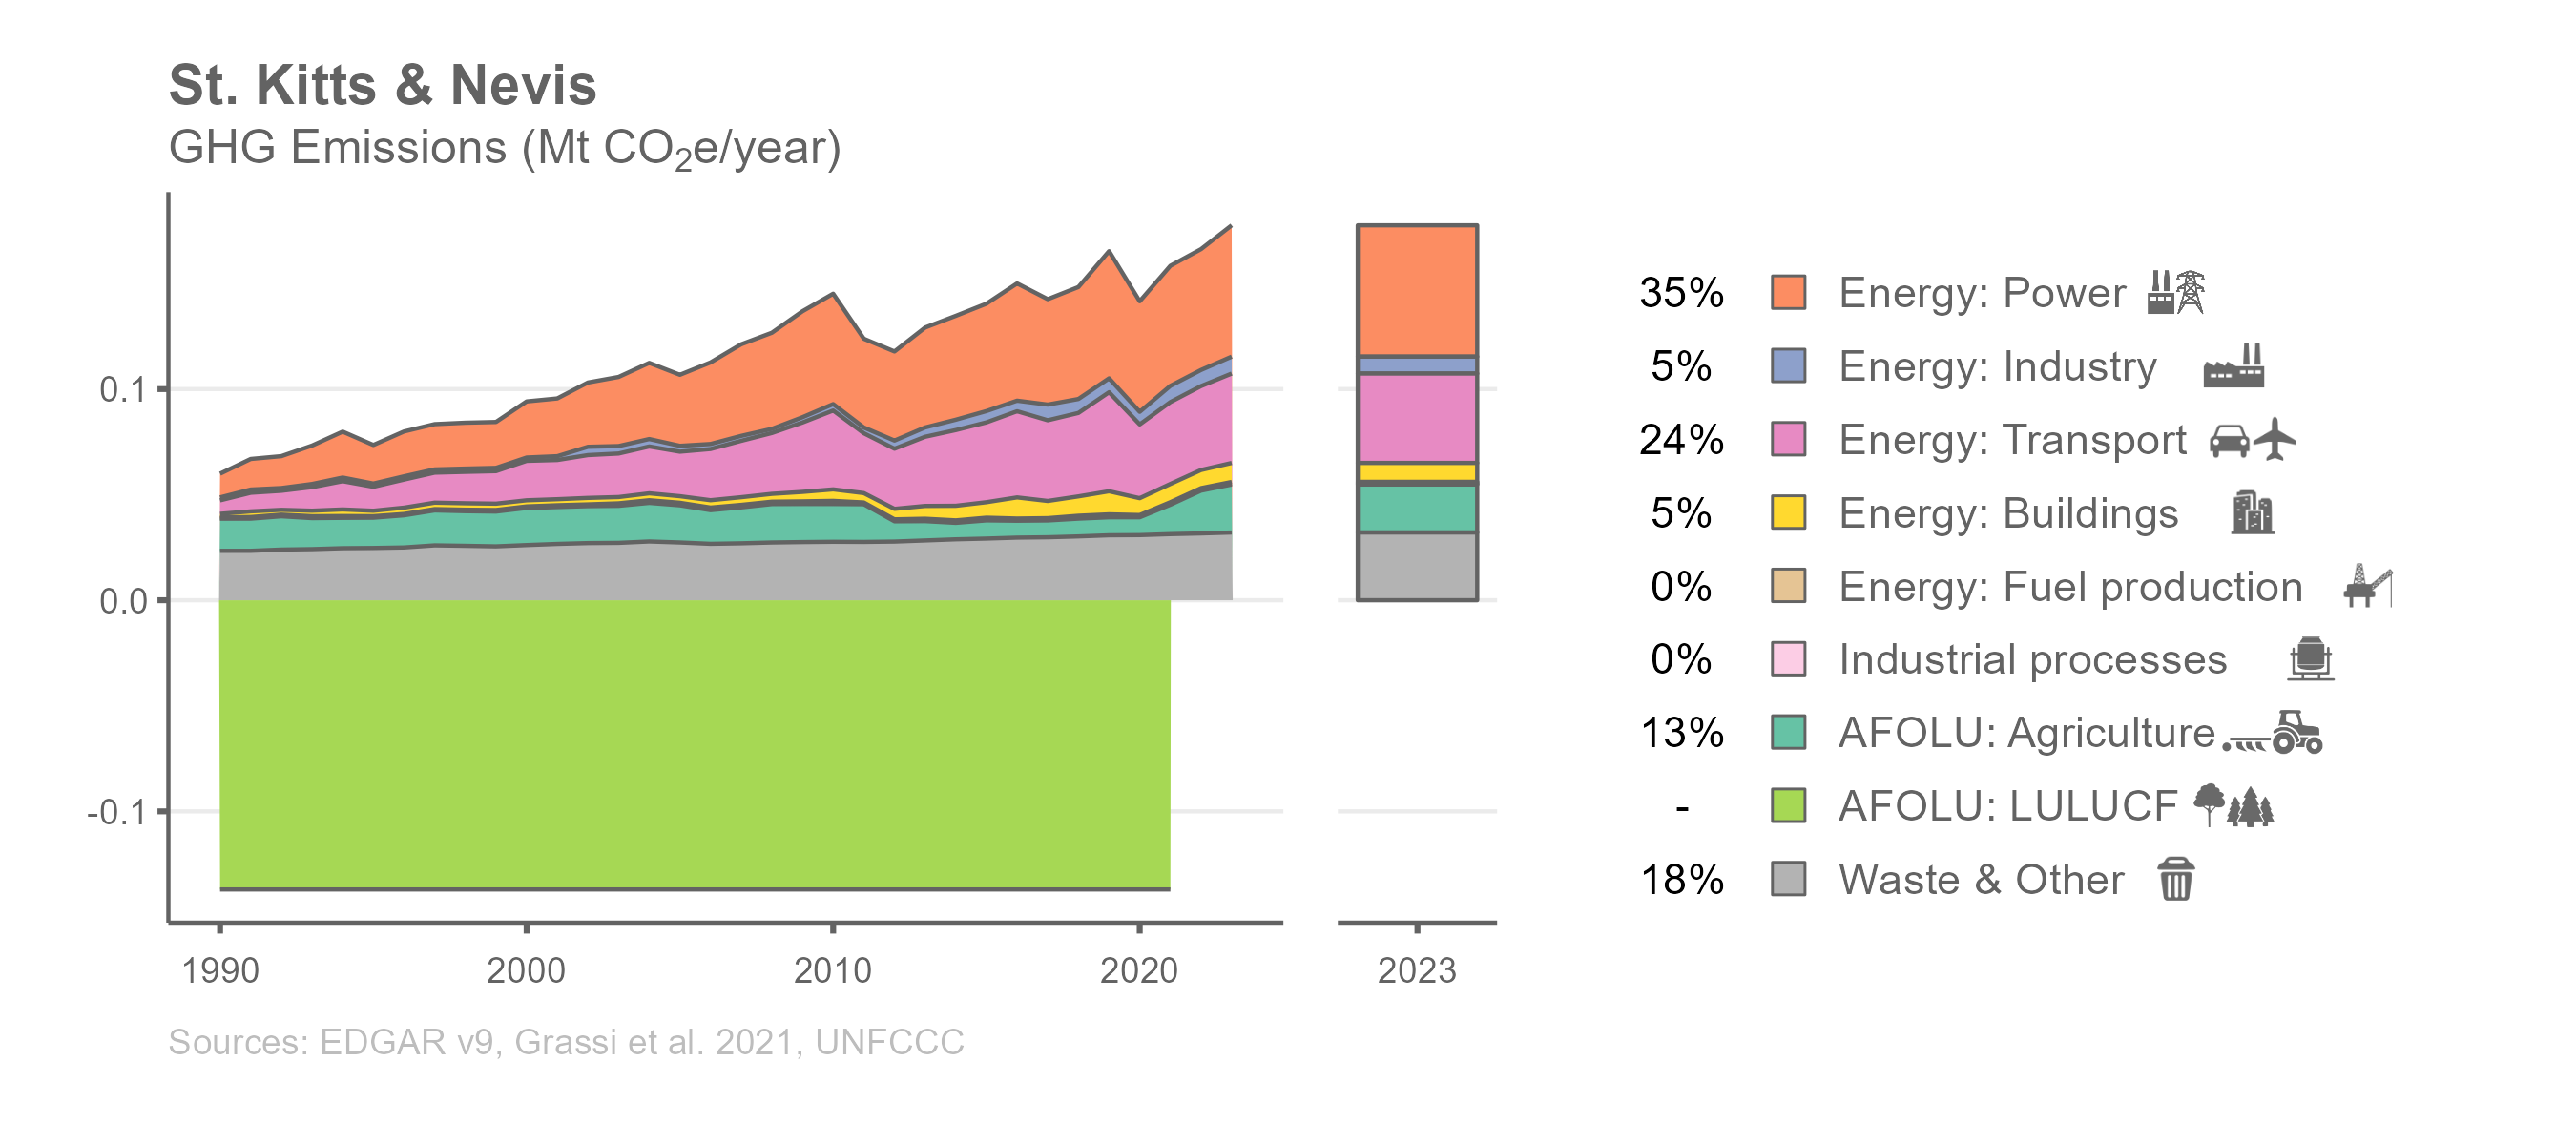 St. Kitts & Nevis
GHG Emissions (Mt CO₂e/year)
0.1
0.0
-0.1
1990 2000 2010 2020 2023
35% Energy: Power
5% Energy: Industry
24% Energy: Transport
5% Energy: Buildings
0% Energy: Fuel production
0% Industrial processes
13% AFOLU: Agriculture
- AFOLU: LULUCF
18% Waste & Other
Sources: EDGAR v9, Grassi et al. 2021, UNFCCC